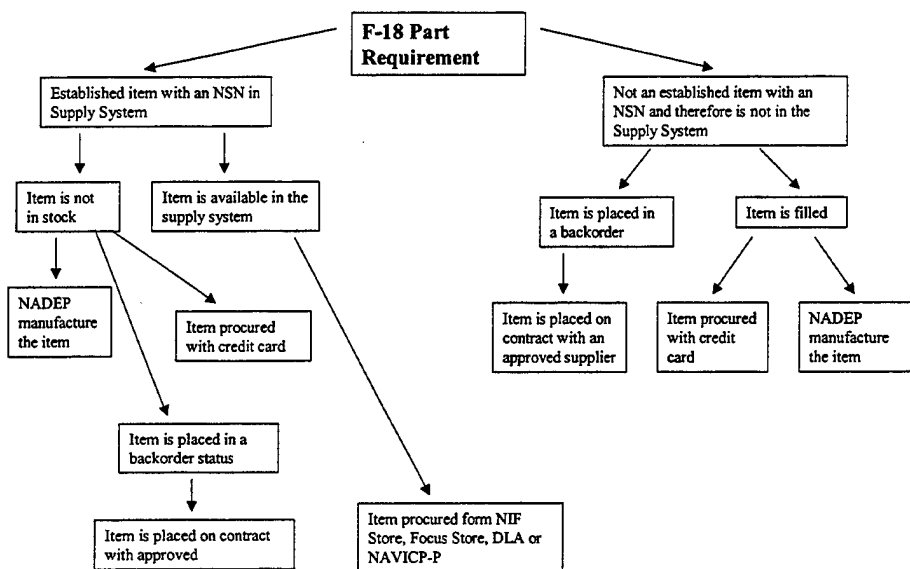 F-18 Part
Requirement
Established item with an NSN in
Supply System
Not an established item with an
NSN and therefore is not in the
Supply System
Item is not
in stock
Item is available in the
supply system
Item is placed in
a backorder
Item is filled
NADEP
manufacture
the item
Item procured
with credit card
Item is placed on
contract with an
approved supplier
Item procured
with credit
card
NADEP
manufacture
the item
Item is placed in a
backorder status
Item is placed on contract
with approved
Item procured form NIF
Store, Focus Store, DLA or
NAVICP-P